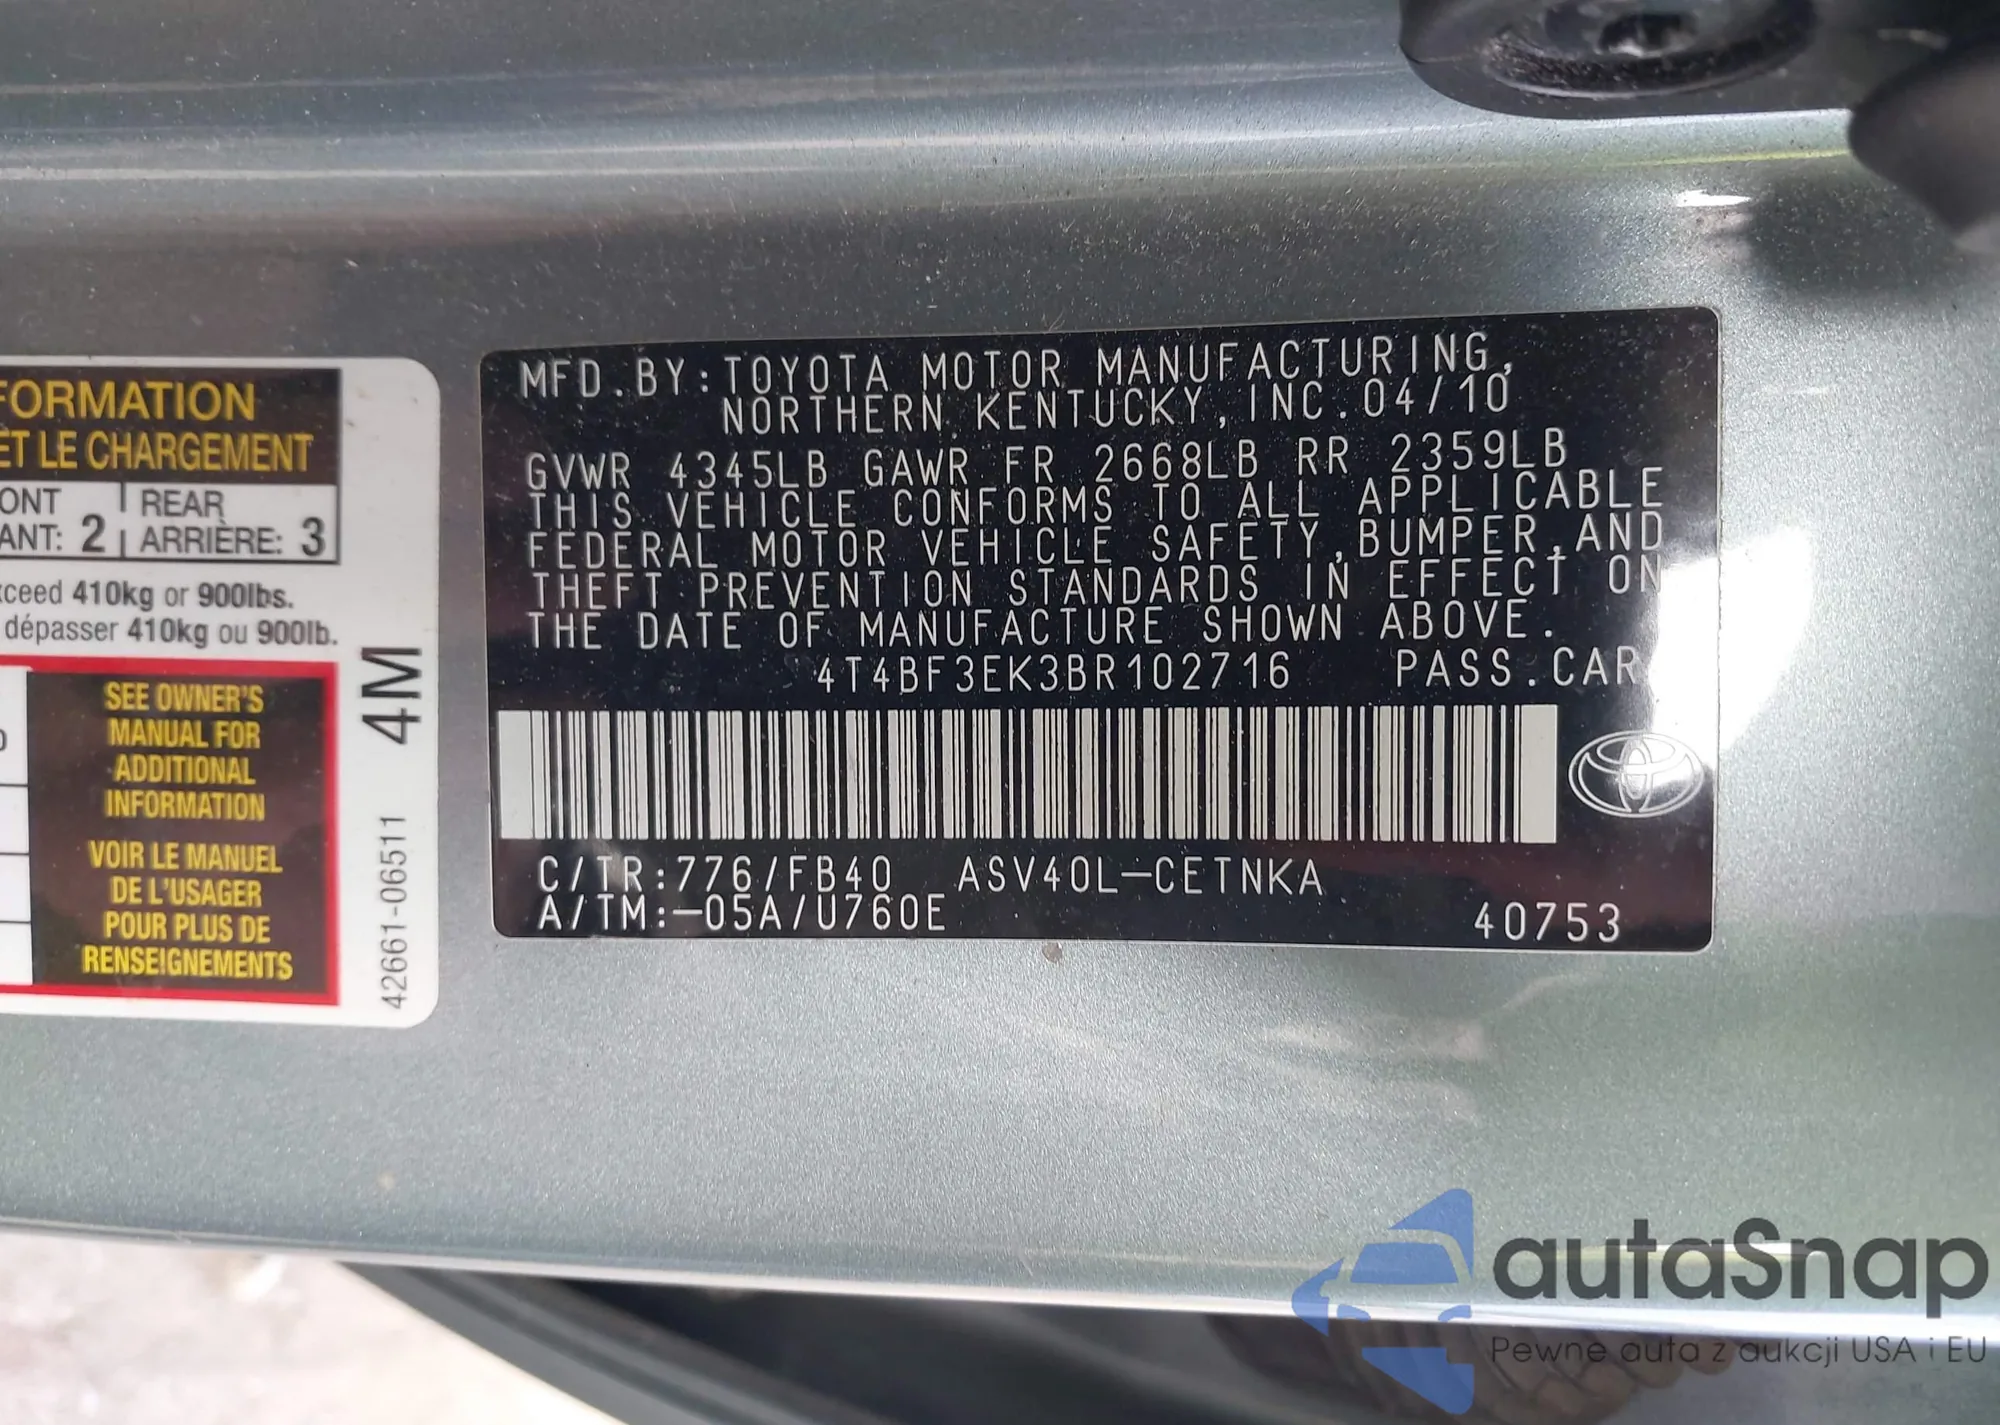 FORMATION
ET LE CHARGEMENT
ONT
ANT: 2
REAR
ARRIÈRE: 3
xceed 410kg or 900lbs.
dépasser 410kg ou 900lb.
SEE OWNER'S
MANUAL FOR
ADDITIONAL
INFORMATION
VOIR LE MANUEL
DE L'USAGER
POUR PLUS DE
RENSEIGNEMENTS
4M
42661-06511
MFD.BY:TOYOTA MOTOR MANUFACTURING,
NORTHERN KENTUCKY, INC. 04/10
GVWR 4345LB GAWR FR 2668LB RR 2359LB
THIS VEHICLE CONFORMS TO ALL APPLICABLE
FEDERAL MOTOR VEHICLE SAFETY,BUMPER,AND
THEFT PREVENTION STANDARDS IN EFFECT ON
THE DATE OF MANUFACTURE SHOWN ABOVE.
4T4BF3EK3BR102716 PASS.CAR
C/TR:776/FB40 ASV40L-CETNKA
A/TM:-05A/U760E
40753
autaSnap
Pewne auta z aukcji USA i EU